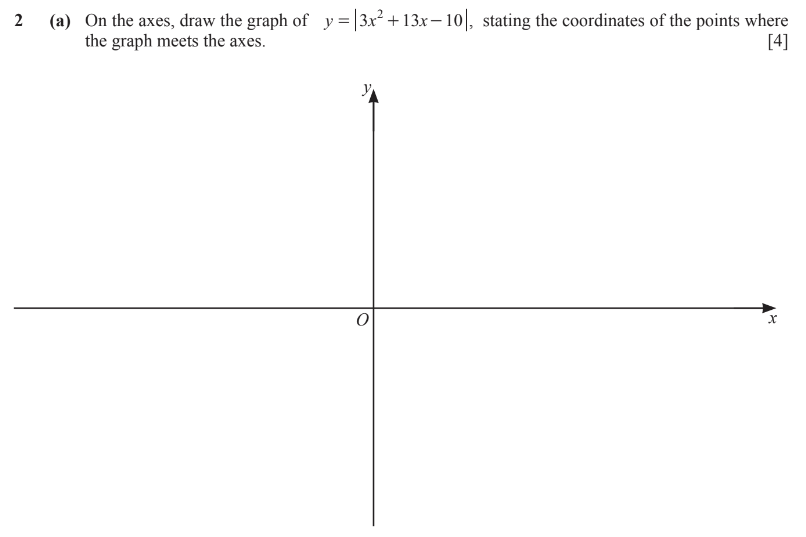 2 (a) On the axes, draw the graph of y = |3x² + 13x − 10|, stating the coordinates of the points where
the graph meets the axes. [4]
y
O
x